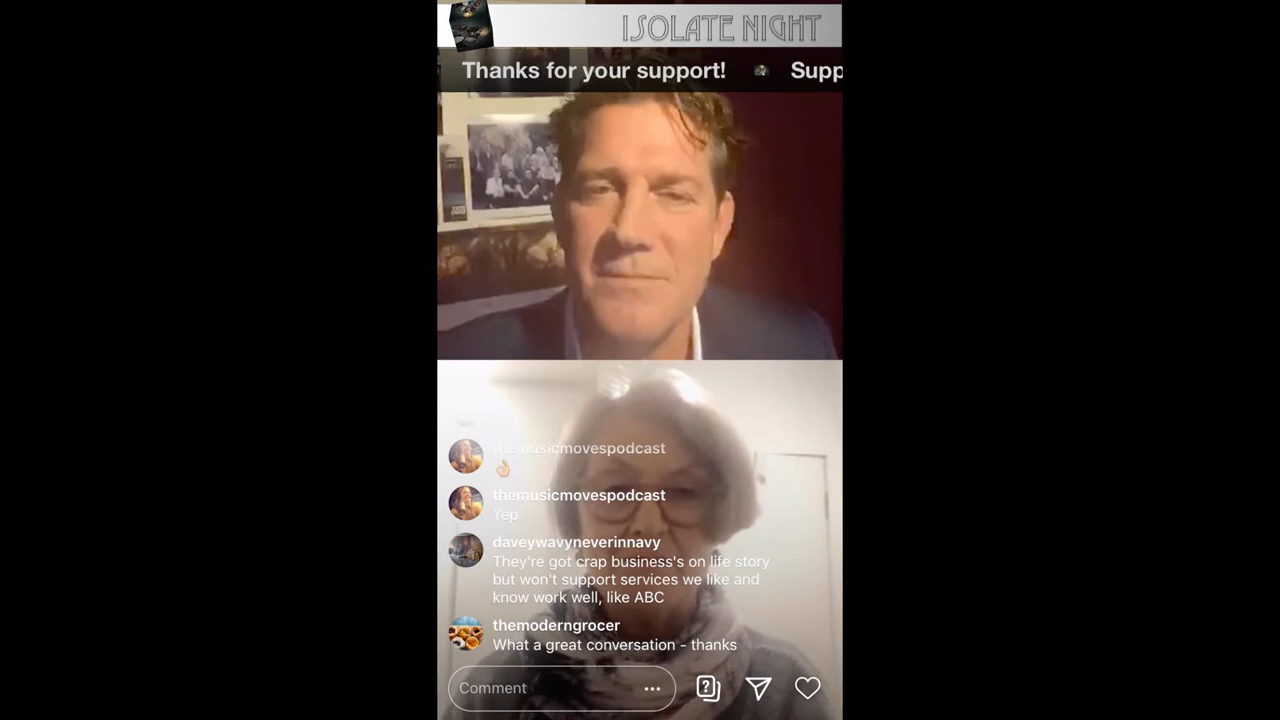 ISOLATE NIGHT
Thanks for your support! Supp
themusicmovespodcast
👌🏼
themusicmovespodcast
Yep
daveywavyneverinnavy
They're got crap business's on life story
but won't support services we like and
know work well, like ABC
themoderngrocer
What a great conversation - thanks
Comment